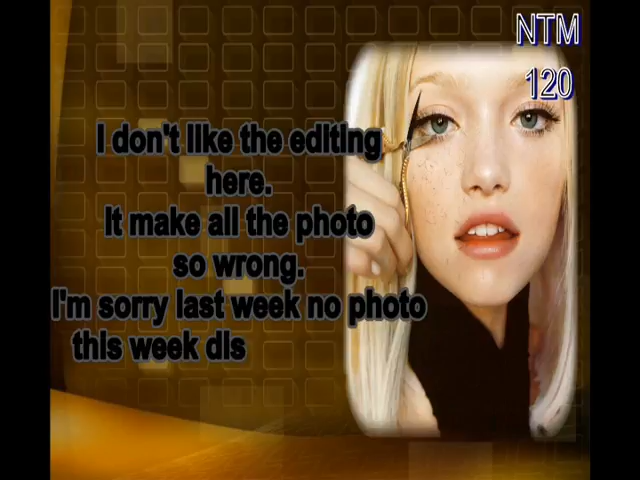 NTM
120
I don't like the editing
here.
It make all the photo
so wrong.
I'm sorry last week no photo
this week dis